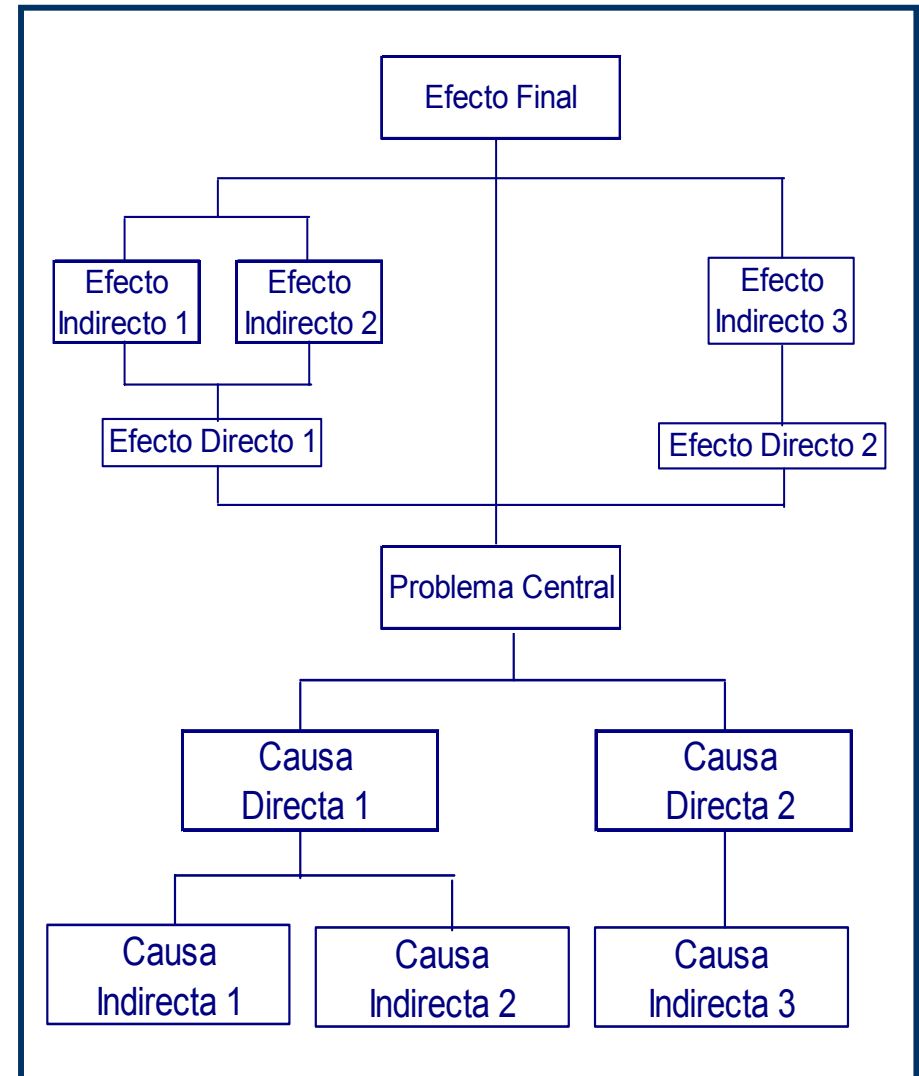 Efecto Final
Efecto
Indirecto 1
Efecto
Indirecto 2
Efecto
Indirecto 3
Efecto Directo 1
Efecto Directo 2
Problema Central
Causa
Directa 1
Causa
Directa 2
Causa
Indirecta 1
Causa
Indirecta 2
Causa
Indirecta 3